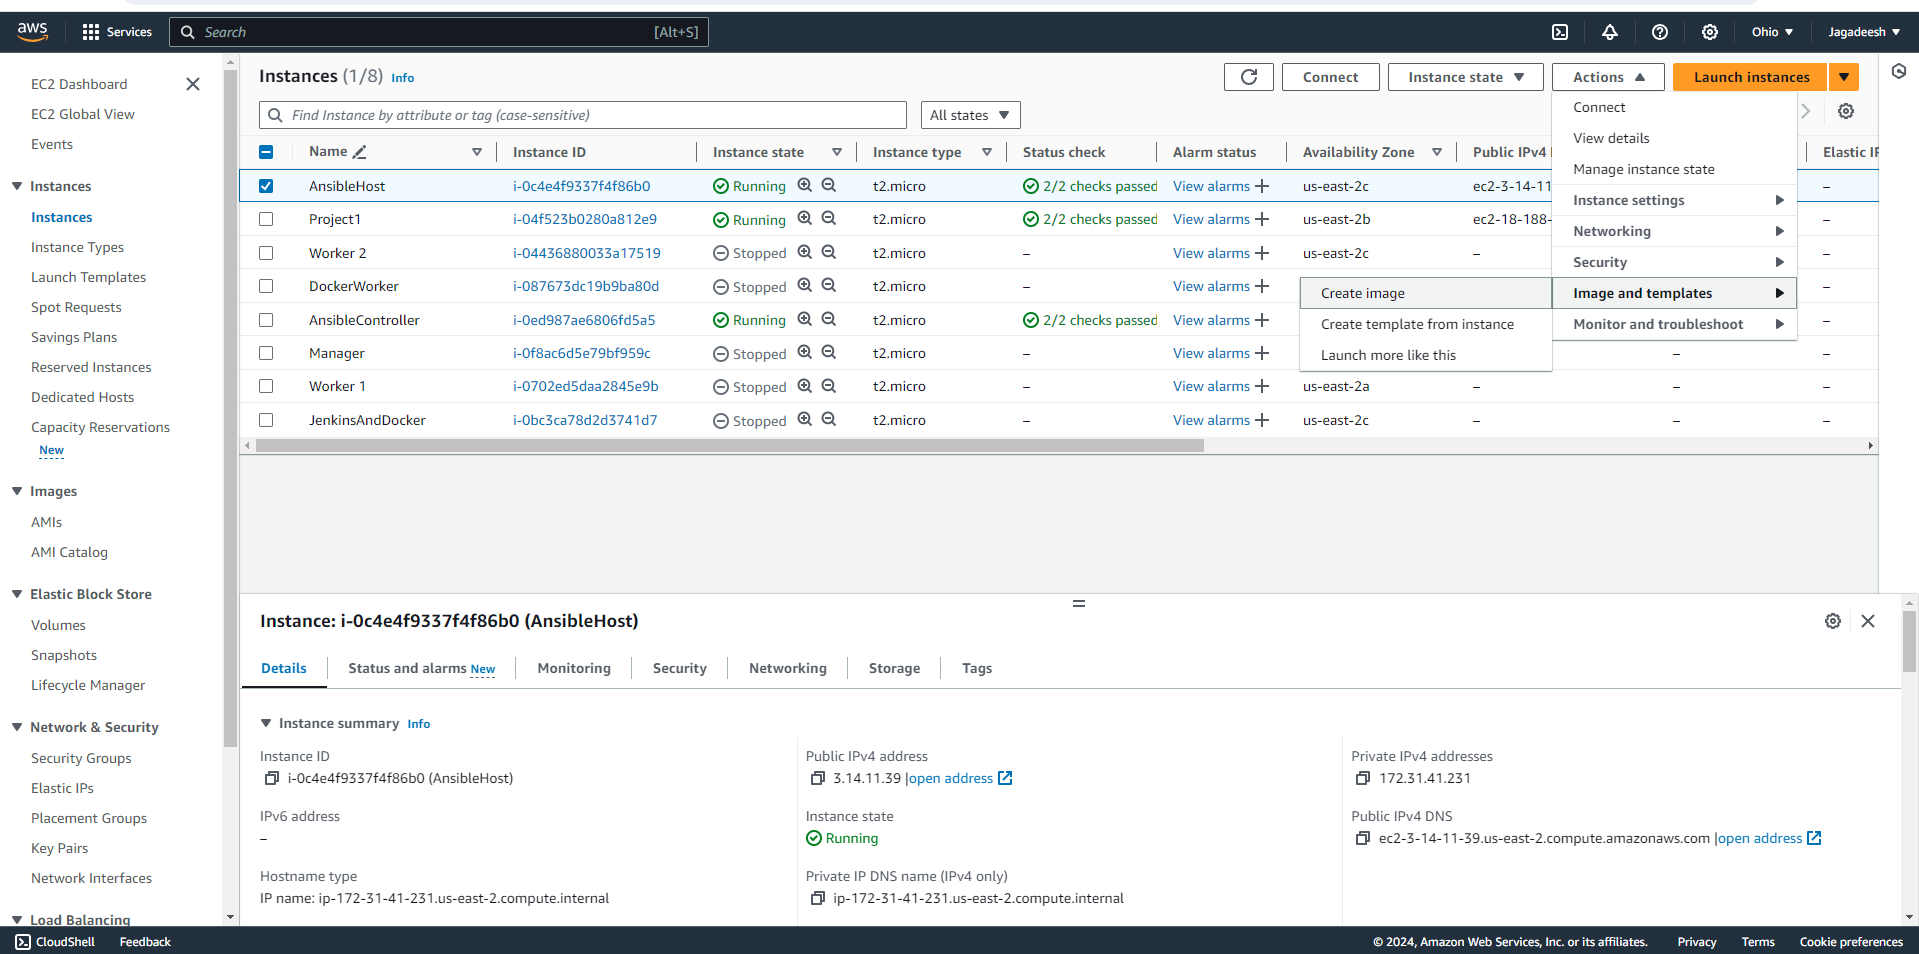 aws Services Search [Alt+S] Ohio Jagadeesh
EC2 Dashboard
EC2 Global View
Events
Instances
Instances
Instance Types
Launch Templates
Spot Requests
Savings Plans
Reserved Instances
Dedicated Hosts
Capacity Reservations
New
Images
AMIs
AMI Catalog
Elastic Block Store
Volumes
Snapshots
Lifecycle Manager
Network & Security
Security Groups
Elastic IPs
Placement Groups
Key Pairs
Network Interfaces
Load Balancing
Instances (1/8) Info Connect Instance state Actions Launch instances
Find Instance by attribute or tag (case-sensitive) All states
Name Instance ID Instance state Instance type Status check Alarm status Availability Zone Public IPv4 Elastic IP
AnsibleHost i-0c4e4f9337f4f86b0 Running t2.micro 2/2 checks passed View alarms + us-east-2c ec2-3-14-11 –
Project1 i-04f523b0280a812e9 Running t2.micro 2/2 checks passed View alarms + us-east-2b ec2-18-188- –
Worker 2 i-04436880033a17519 Stopped t2.micro – View alarms + us-east-2c – –
DockerWorker i-087673dc19b9ba80d Stopped t2.micro – View alarms + –
AnsibleController i-0ed987ae6806fd5a5 Running t2.micro 2/2 checks passed View alarms + –
Manager i-0f8ac6d5e79bf959c Stopped t2.micro – View alarms + – –
Worker 1 i-0702ed5daa2845e9b Stopped t2.micro – View alarms + us-east-2a – – –
JenkinsAndDocker i-0bc3ca78d2d3741d7 Stopped t2.micro – View alarms + us-east-2c – – –
Connect
View details
Manage instance state
Instance settings
Networking
Security
Image and templates
Monitor and troubleshoot
Create image
Create template from instance
Launch more like this
Instance: i-0c4e4f9337f4f86b0 (AnsibleHost)
Details Status and alarms New Monitoring Security Networking Storage Tags
Instance summary Info
Instance ID
i-0c4e4f9337f4f86b0 (AnsibleHost)
Public IPv4 address
3.14.11.39 |open address
Private IPv4 addresses
172.31.41.231
IPv6 address
–
Instance state
Running
Public IPv4 DNS
ec2-3-14-11-39.us-east-2.compute.amazonaws.com |open address
Hostname type
IP name: ip-172-31-41-231.us-east-2.compute.internal
Private IP DNS name (IPv4 only)
ip-172-31-41-231.us-east-2.compute.internal
CloudShell Feedback © 2024, Amazon Web Services, Inc. or its affiliates. Privacy Terms Cookie preferences